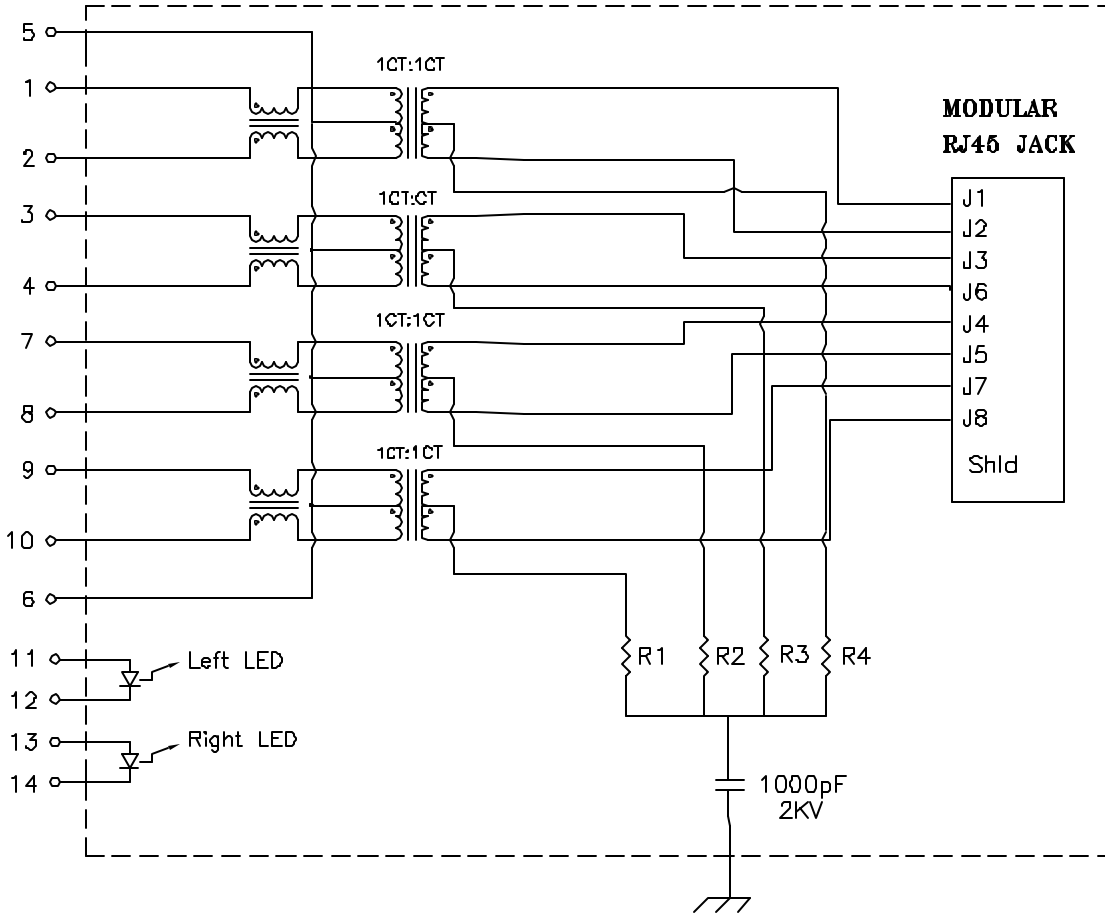 5
1CT:1CT
1
MODULAR
RJ45 JACK
2
1CT:CT
3
J1
J2
J3
4
J6
1CT:1CT
J4
7
J5
J7
8
J8
1CT:1CT
9
Shld
10
6
11
Left LED
R1
R2
R3
R4
12
13
Right LED
14
1000pF
2KV